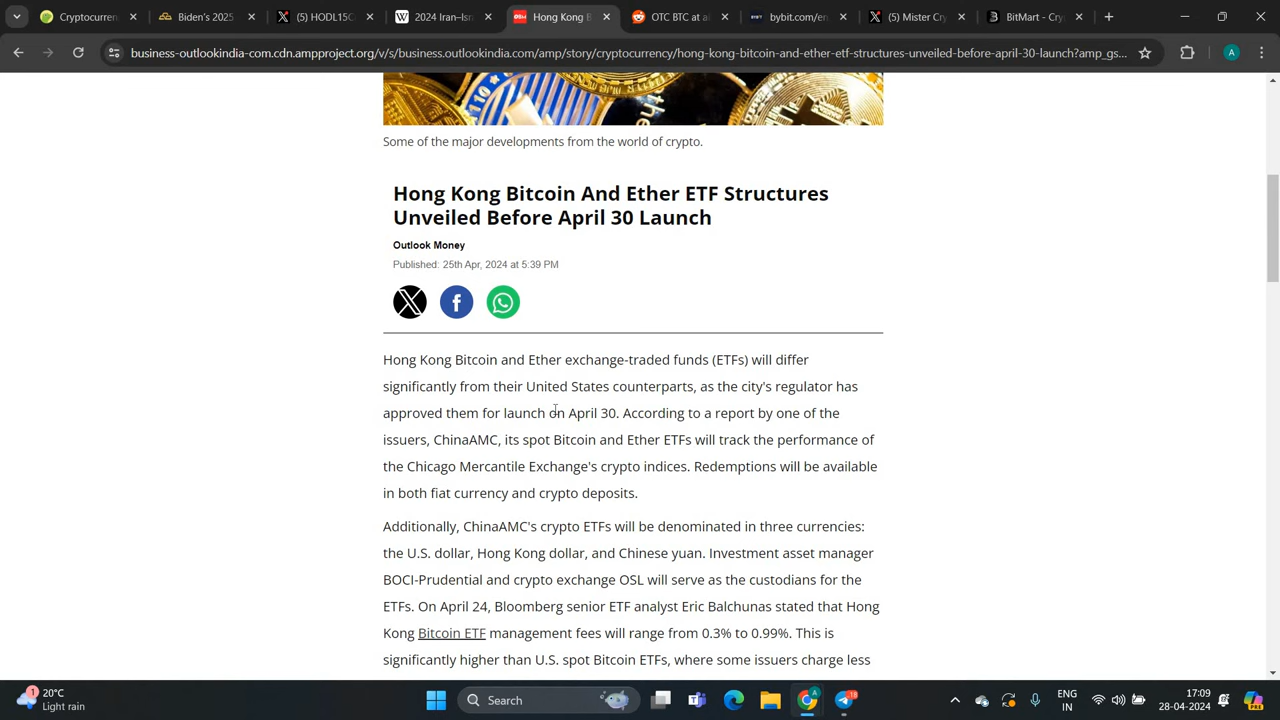 Cryptocurrenc
Biden's 2025
(5) HODL15C
2024 Iran–Isr
Hong Kong B
OTC BTC at ai
bybit.com/en
(5) Mister Cry
BitMart - Cry
business-outlookindia-com.cdn.ampproject.org/v/s/business.outlookindia.com/amp/story/cryptocurrency/hong-kong-bitcoin-and-ether-etf-structures-unveiled-before-april-30-launch?amp_gs...
A
Some of the major developments from the world of crypto.
Hong Kong Bitcoin And Ether ETF Structures
Unveiled Before April 30 Launch
Outlook Money
Published: 25th Apr, 2024 at 5:39 PM
Hong Kong Bitcoin and Ether exchange-traded funds (ETFs) will differ
significantly from their United States counterparts, as the city's regulator has
approved them for launch on April 30. According to a report by one of the
issuers, ChinaAMC, its spot Bitcoin and Ether ETFs will track the performance of
the Chicago Mercantile Exchange's crypto indices. Redemptions will be available
in both fiat currency and crypto deposits.
Additionally, ChinaAMC's crypto ETFs will be denominated in three currencies:
the U.S. dollar, Hong Kong dollar, and Chinese yuan. Investment asset manager
BOCI-Prudential and crypto exchange OSL will serve as the custodians for the
ETFs. On April 24, Bloomberg senior ETF analyst Eric Balchunas stated that Hong
Kong Bitcoin ETF management fees will range from 0.3% to 0.99%. This is
significantly higher than U.S. spot Bitcoin ETFs, where some issuers charge less
1
20°C
Light rain
Search
ENG
IN
17:09
28-04-2024